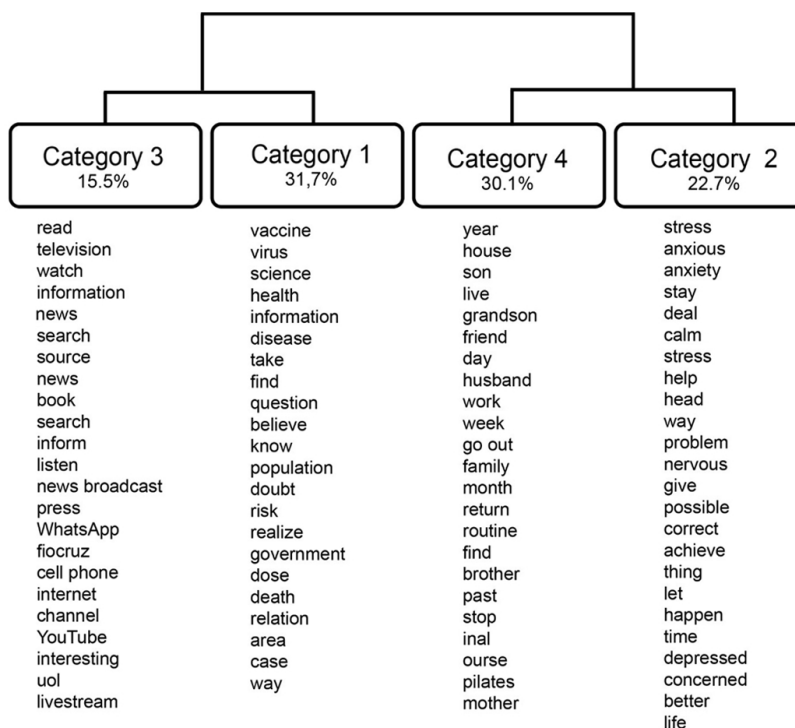 Category 3
15.5%
read
television
watch
information
news
search
source
news
book
search
inform
listen
news broadcast
press
WhatsApp
fiocruz
cell phone
internet
channel
YouTube
interesting
uol
livestream
Category 1
31,7%
vaccine
virus
science
health
information
disease
take
find
question
believe
know
population
doubt
risk
realize
government
dose
death
relation
area
case
way
Category 4
30.1%
year
house
son
live
grandson
friend
day
husband
work
week
go out
family
month
return
routine
find
brother
past
stop
inal
ourse
pilates
mother
Category 2
22.7%
stress
anxious
anxiety
stay
deal
calm
stress
help
head
way
problem
nervous
give
possible
correct
achieve
thing
let
happen
time
depressed
concerned
better
life